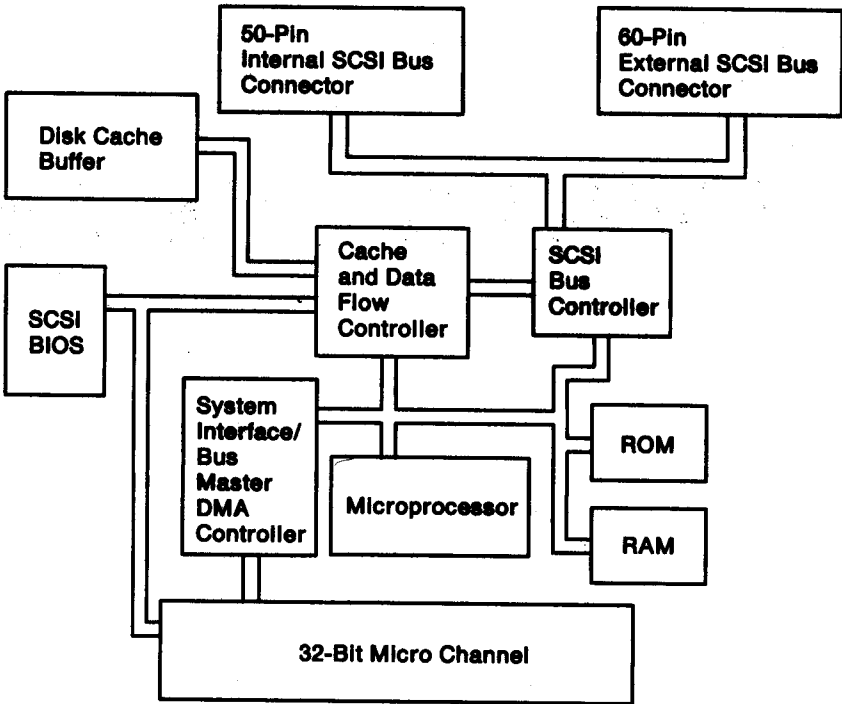 50-Pin
Internal SCSI Bus
Connector
60-Pin
External SCSI Bus
Connector
Disk Cache
Buffer
Cache
and Data
Flow
Controller
SCSI
Bus
Controller
SCSI
BIOS
System
Interface/
Bus
Master
DMA
Controller
Microprocessor
ROM
RAM
32-Bit Micro Channel